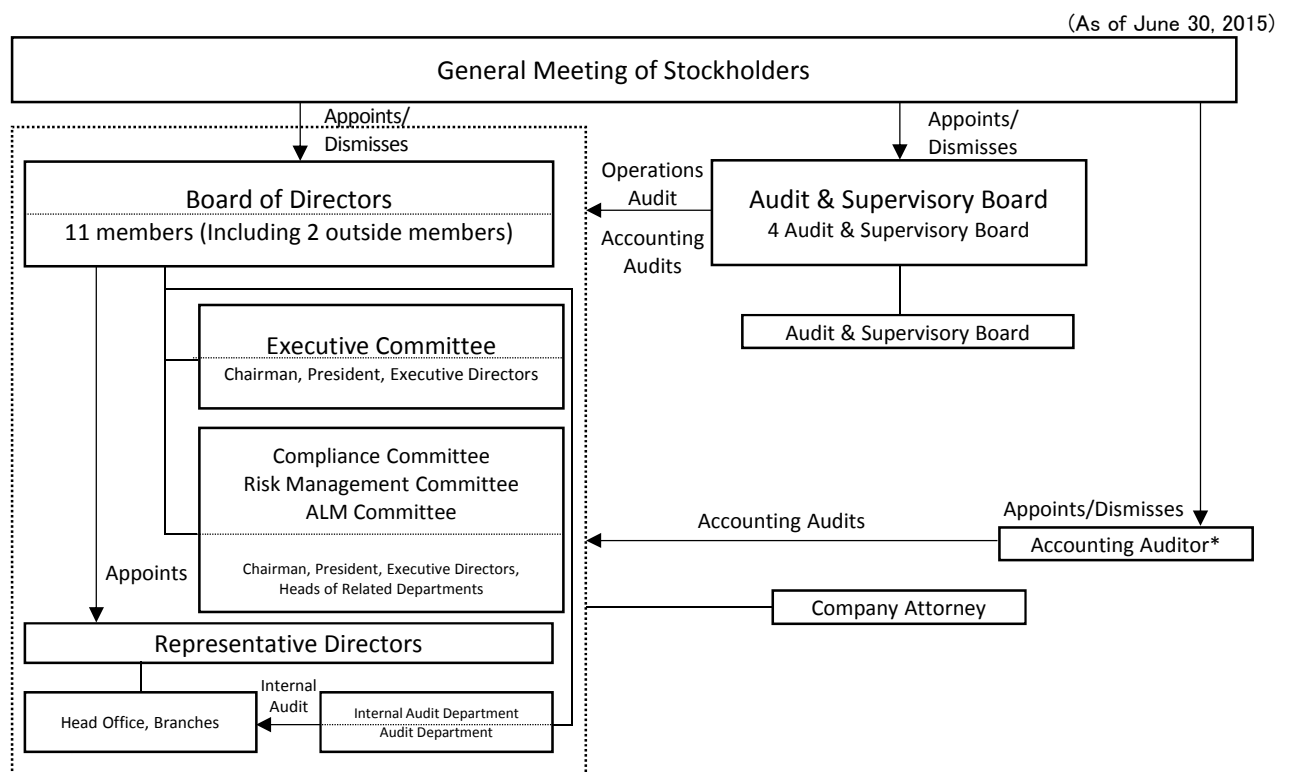 (As of June 30, 2015)
General Meeting of Stockholders
Appoints/
Dismisses
Appoints/
Dismisses
Board of Directors
11 members (Including 2 outside members)
Operations
Audit
Accounting
Audits
Audit & Supervisory Board
4 Audit & Supervisory Board
Audit & Supervisory Board
Executive Committee
Chairman, President, Executive Directors
Compliance Committee
Risk Management Committee
ALM Committee
Chairman, President, Executive Directors,
Heads of Related Departments
Accounting Audits
Appoints/Dismisses
Accounting Auditor*
Company Attorney
Appoints
Representative Directors
Head Office, Branches
Internal
Audit
Internal Audit Department
Audit Department